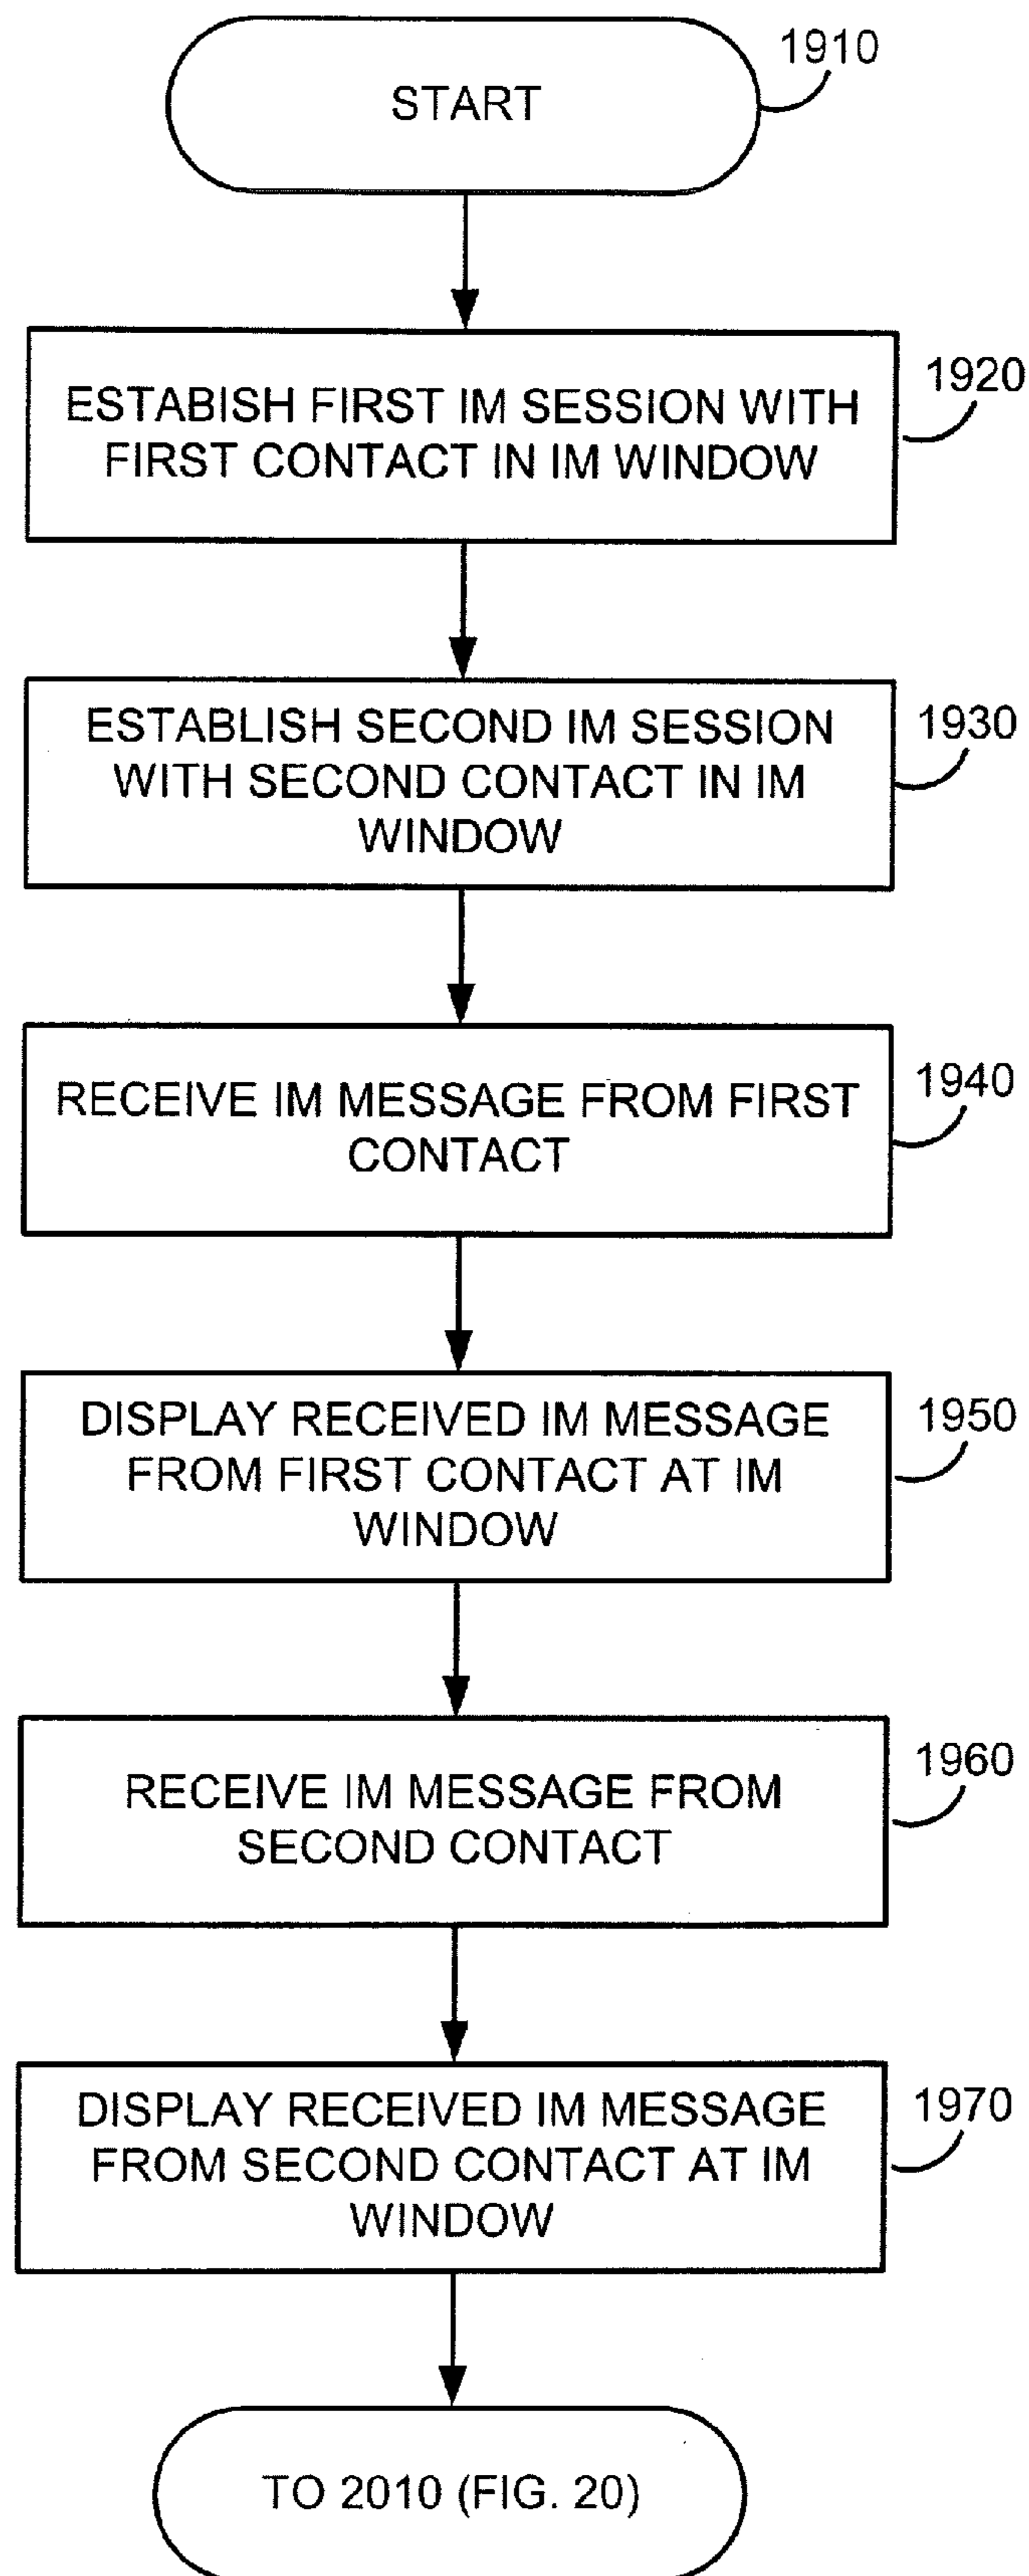 1910
START
1920
ESTABISH FIRST IM SESSION WITH
FIRST CONTACT IN IM WINDOW
1930
ESTABLISH SECOND IM SESSION
WITH SECOND CONTACT IN IM
WINDOW
1940
RECEIVE IM MESSAGE FROM FIRST
CONTACT
1950
DISPLAY RECEIVED IM MESSAGE
FROM FIRST CONTACT AT IM
WINDOW
1960
RECEIVE IM MESSAGE FROM
SECOND CONTACT
1970
DISPLAY RECEIVED IM MESSAGE
FROM SECOND CONTACT AT IM
WINDOW
TO 2010 (FIG. 20)